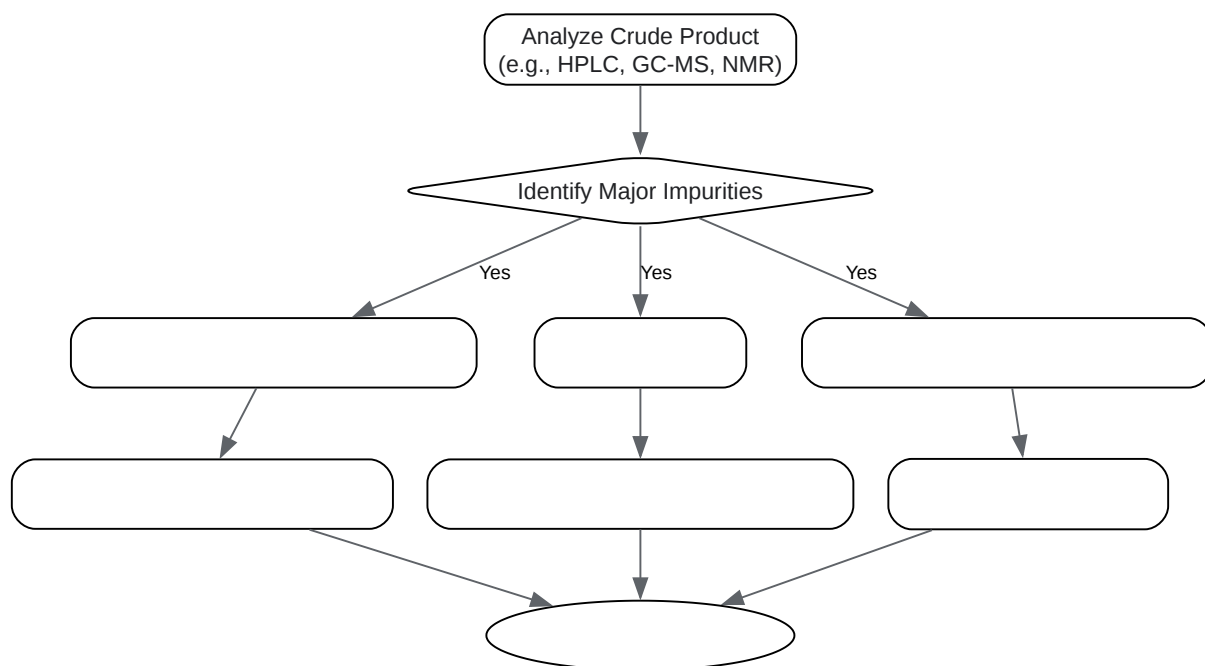 Analyze Crude Product
(e.g., HPLC, GC-MS, NMR)
Identify Major Impurities
Yes
Yes
Yes